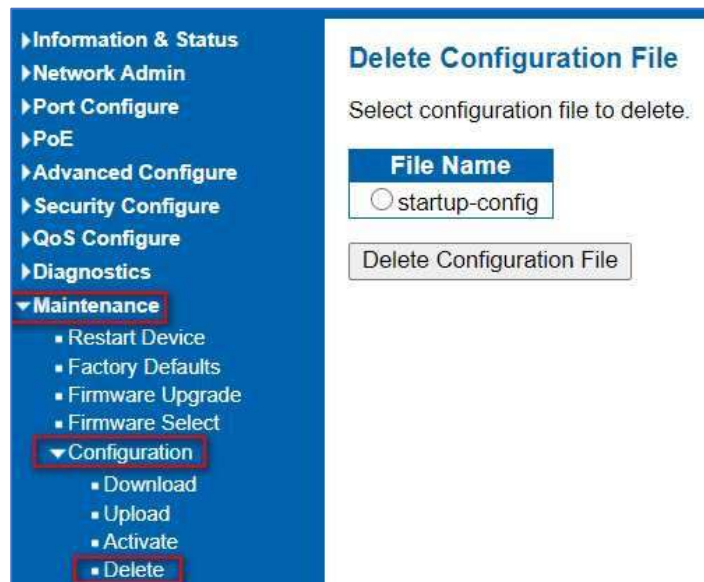 Information & Status
Network Admin
Port Configure
PoE
Advanced Configure
Security Configure
QoS Configure
Diagnostics
Maintenance
Restart Device
Factory Defaults
Firmware Upgrade
Firmware Select
Configuration
Download
Upload
Activate
Delete
Delete Configuration File
Select configuration file to delete.
File Name
startup-config
Delete Configuration File